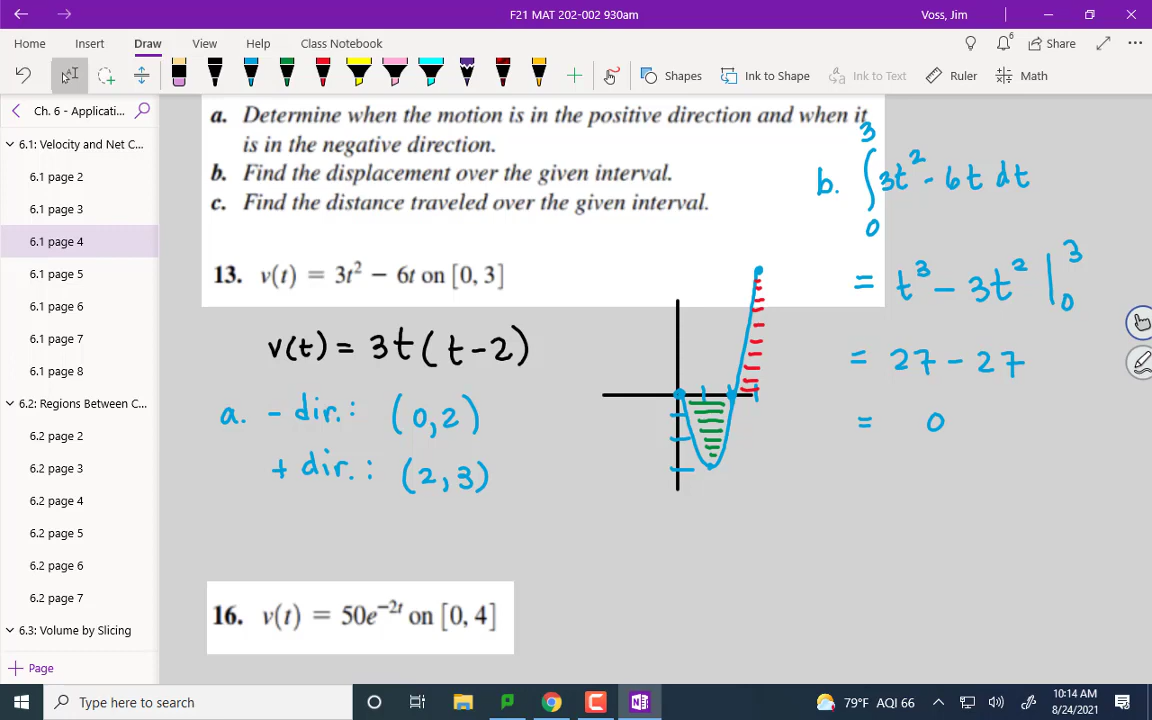 F21 MAT 202-002 930am
Voss, Jim
Home Insert Draw View Help Class Notebook
6
Share
Shapes Ink to Shape Ink to Text Ruler Math
Ch. 6 - Applicati...
6.1: Velocity and Net C...
6.1 page 2
6.1 page 3
6.1 page 4
6.1 page 5
6.1 page 6
6.1 page 7
6.1 page 8
6.2: Regions Between C...
6.2 page 2
6.2 page 3
6.2 page 4
6.2 page 5
6.2 page 6
6.2 page 7
6.3: Volume by Slicing
Page
a. Determine when the motion is in the positive direction and when it
is in the negative direction.
b. Find the displacement over the given interval.
c. Find the distance traveled over the given interval.
13. v(t) = 3t² − 6t on [0, 3]
v(t) = 3t(t-2)
a. - dir.: (0,2)
+ dir.: (2,3)
b. ∫₀³ 3t² - 6t dt
= t³ - 3t² |₀³
= 27 - 27
= 0
16. v(t) = 50e⁻²ᵗ on [0, 4]
Type here to search
79°F AQI 66
10:14 AM
8/24/2021